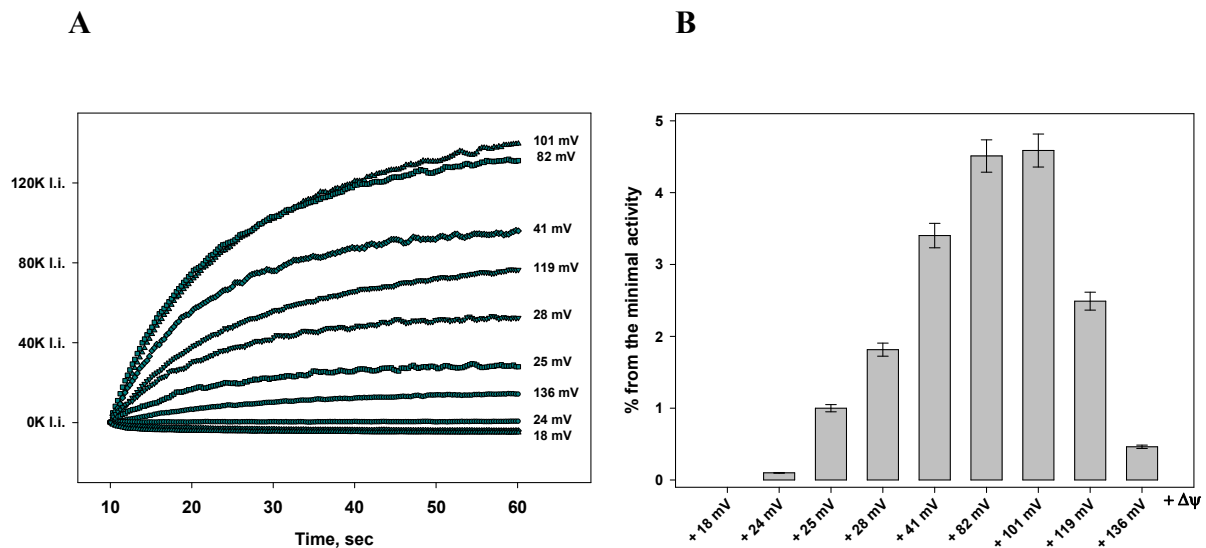 A
B
101 mV
82 mV
120K l.i.
41 mV
80K l.i.
119 mV
28 mV
40K l.i.
25 mV
136 mV
24 mV
0K l.i.
18 mV
10 20 30 40 50 60
Time, sec
% from the minimal activity
5
4
3
2
1
0
+ 18 mV
+ 24 mV
+ 25 mV
+ 28 mV
+ 41 mV
+ 82 mV
+ 101 mV
+ 119 mV
+ 136 mV
+ Δψ